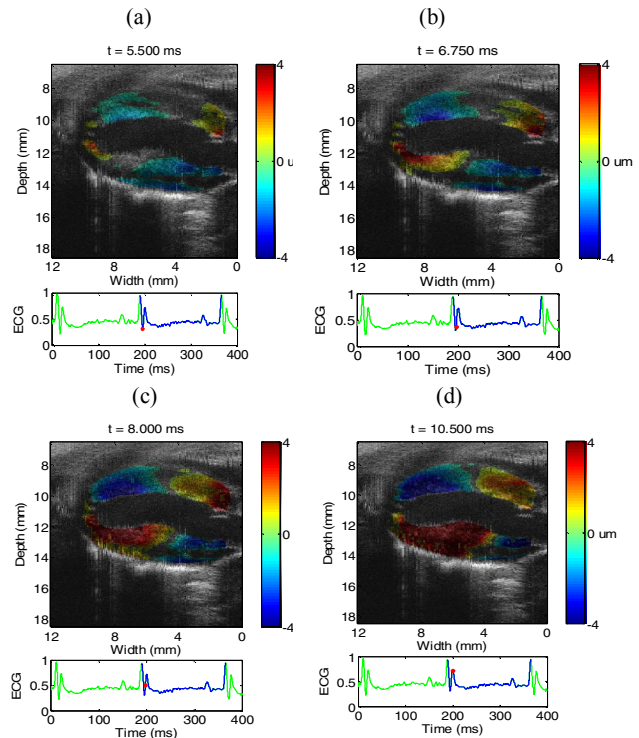 (a)
t = 5.500 ms
Depth (mm)
8
10
12
14
16
18
12 8 4 0
Width (mm)
4
0 um
-4
ECG
1
0.5
0
0 100 200 300 400
Time (ms)
(b)
t = 6.750 ms
Depth (mm)
8
10
12
14
16
18
12 8 4 0
Width (mm)
4
0 um
-4
ECG
1
0.5
0
0 100 200 300 400
Time (ms)
(c)
t = 8.000 ms
Depth (mm)
8
10
12
14
16
18
12 8 4 0
Width (mm)
4
0
-4
ECG
1
0.5
0
0 100 200 300 400
Time (ms)
(d)
t = 10.500 ms
Depth (mm)
8
10
12
14
16
18
12 8 4 0
Width (mm)
4
0 um
-4
ECG
1
0.5
0
0 100 200 300 400
Time (ms)